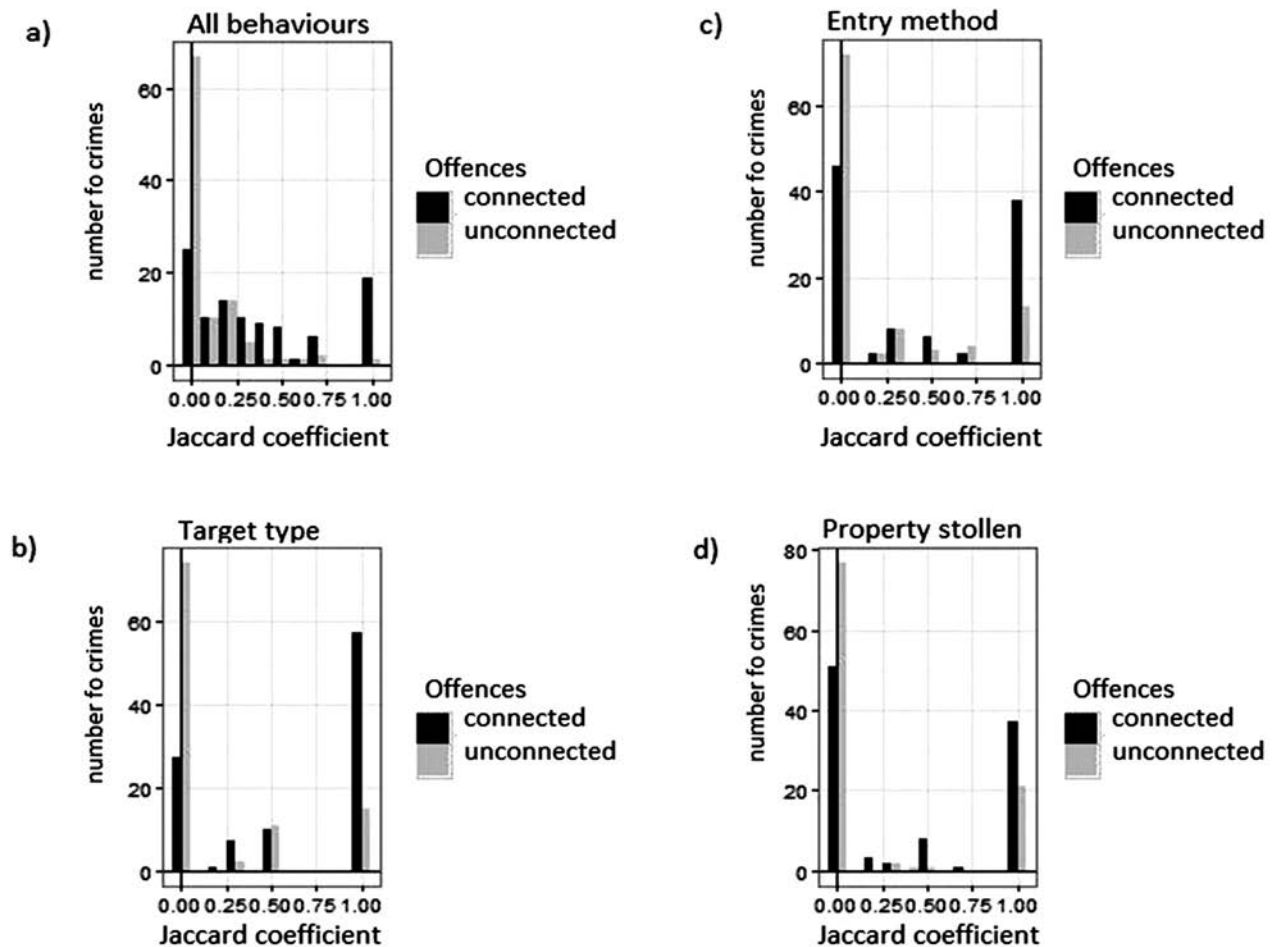 a)
All behaviours
number fo crimes
60
40
20
0
0.00 0.25 0.50 0.75 1.00
Jaccard coefficient
Offences
connected
unconnected
c)
Entry method
number fo crimes
60
40
20
0
0.00 0.25 0.50 0.75 1.00
Jaccard coefficient
Offences
connected
unconnected
b)
Target type
number fo crimes
60
40
20
0
0.00 0.25 0.50 0.75 1.00
Jaccard coefficient
Offences
connected
unconnected
d)
Property stollen
number fo crimes
80
60
40
20
0
0.00 0.25 0.50 0.75 1.00
Jaccard coefficient
Offences
connected
unconnected